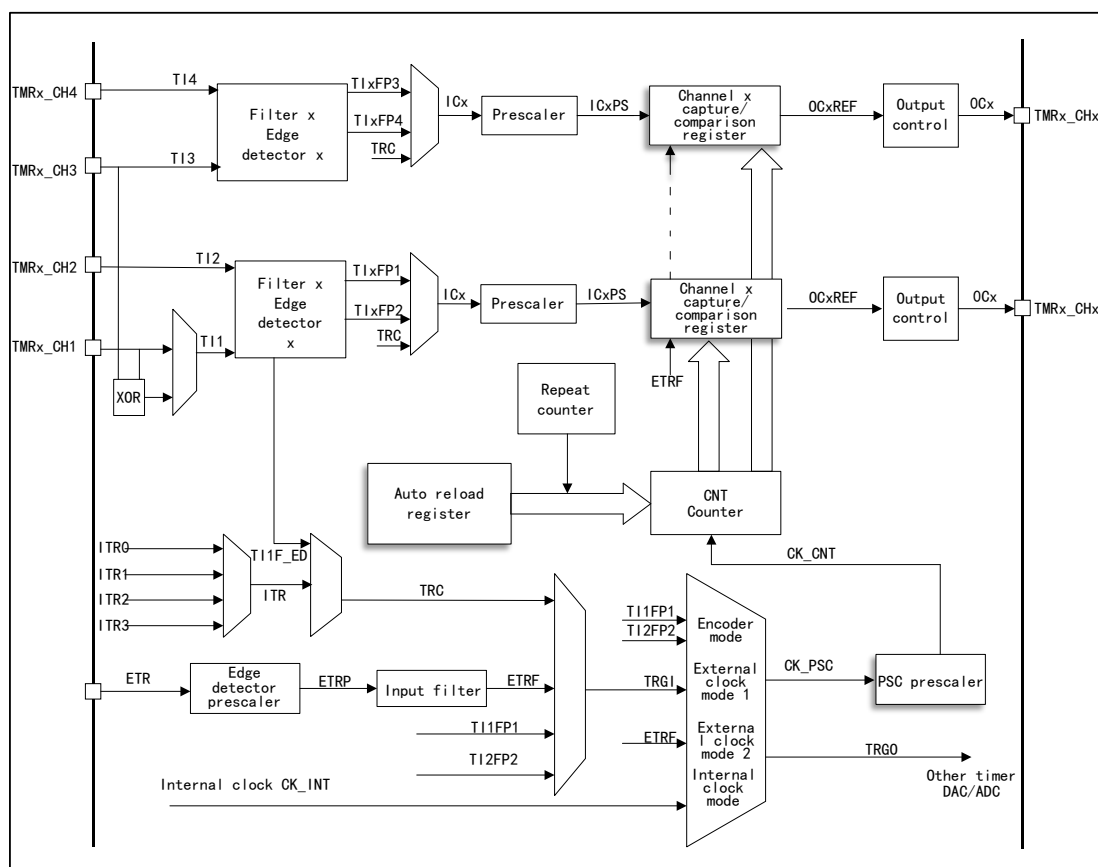 TMRx_CH4
TI4
Filter x
Edge
detector x
TIxFP3
TIxFP4
TRC
ICx
Prescaler
ICxPS
Channel x
capture/
comparison
register
OCxREF
Output
control
OCx
TMRx_CHx
TMRx_CH3
TI3
TMRx_CH2
TI2
Filter x
Edge
detector
x
TIxFP1
TIxFP2
TRC
ICx
Prescaler
ICxPS
Channel x
capture/
comparison
register
OCxREF
Output
control
OCx
TMRx_CHx
TMRx_CH1
TI1
XOR
ETRF
Repeat
counter
Auto reload
register
CNT
Counter
CK_CNT
ITR0
ITR1
ITR2
ITR3
TI1F_ED
ITR
TRC
TI1FP1
TI2FP2
Encoder
mode
External
clock
mode 1
Externa
l clock
mode 2
Internal
clock
mode
CK_PSC
PSC prescaler
ETR
Edge
detector
prescaler
ETRP
Input filter
ETRF
TRGI
TI1FP1
TI2FP2
ETRF
TRGO
Other timer
DAC/ADC
Internal clock CK_INT